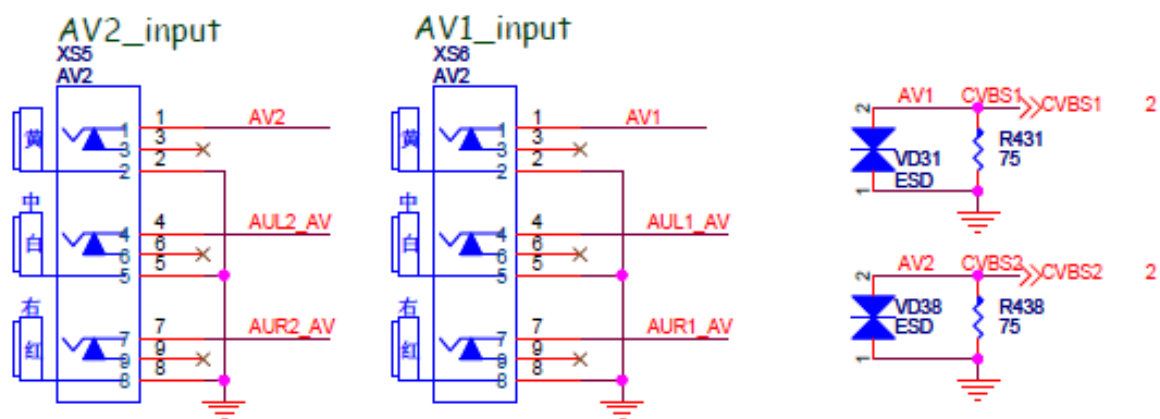 AV2_input
XS5
AV2
黄
1
3
2
1
3
2
AV2
中
白
4
6
5
4
6
5
AUL2_AV
右
红
7
9
8
7
9
8
AUR2_AV
AV1_input
XS6
AV2
黄
1
3
2
1
3
2
AV1
中
白
4
6
5
4
6
5
AUL1_AV
右
红
7
9
8
7
9
8
AUR1_AV
2 AV1 CVBS1 CVBS1 2
VD31
ESD
R431
75
1
2 AV2 CVBS2 CVBS2 2
VD38
ESD
R438
75
1